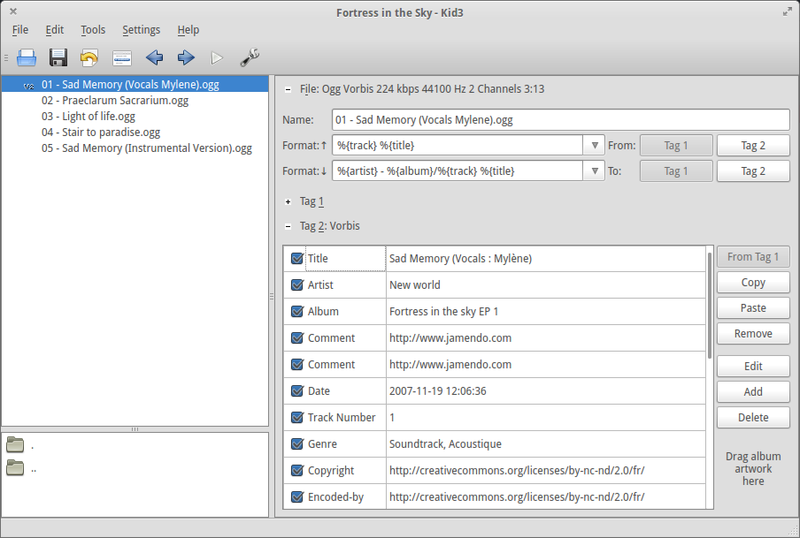 Fortress in the Sky - Kid3
File Edit Tools Settings Help
01 - Sad Memory (Vocals Mylene).ogg
02 - Praeclarum Sacrarium.ogg
03 - Light of life.ogg
04 - Stair to paradise.ogg
05 - Sad Memory (Instrumental Version).ogg
.
..
File: Ogg Vorbis 224 kbps 44100 Hz 2 Channels 3:13
Name: 01 - Sad Memory (Vocals Mylene).ogg
Format:↑ %{track} %{title} From: Tag 1 Tag 2
Format:↓ %{artist} - %{album}/%{track} %{title} To: Tag 1 Tag 2
Tag 1
Tag 2: Vorbis
Title Sad Memory (Vocals : Mylène)
Artist New world
Album Fortress in the sky EP 1
Comment http://www.jamendo.com
Comment http://www.jamendo.com
Date 2007-11-19 12:06:36
Track Number 1
Genre Soundtrack, Acoustique
Copyright http://creativecommons.org/licenses/by-nc-nd/2.0/fr/
Encoded-by http://creativecommons.org/licenses/by-nc-nd/2.0/fr/
From Tag 1
Copy
Paste
Remove
Edit
Add
Delete
Drag album
artwork
here